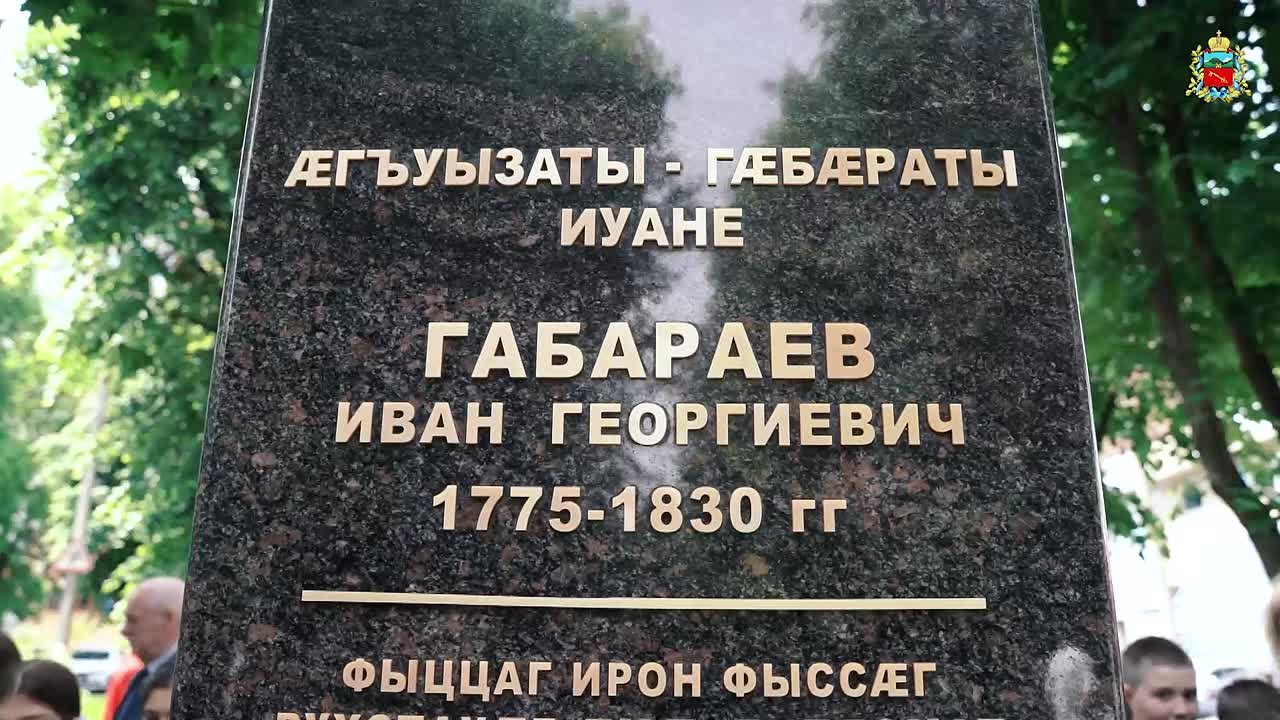 ÆГЪУЫЗАТЫ - ГÆБÆРАТЫ
ИУАНЕ
ГАБАРАЕВ
ИВАН ГЕОРГИЕВИЧ
1775-1830 гг
ФЫЦЦАГ ИРОН ФЫССÆГ